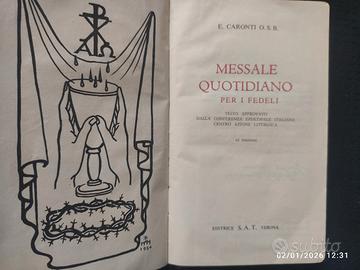 E. CARONTI O. S. B.
MESSALE
QUOTIDIANO
PER I FEDELI
TESTO APPROVATO
DALLA CONFERENZA EPISCOPALE ITALIANA
CENTRO AZIONE LITURGICA
EDITRICE S. A. T. VERONA
subito
02/01/2026 12:31